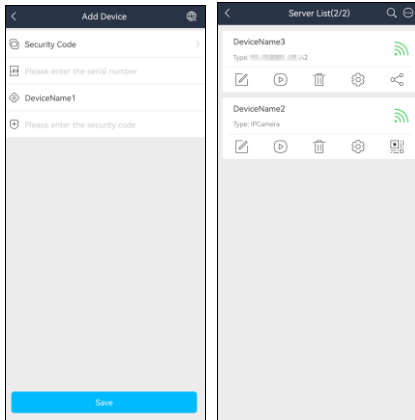 Add Device
Security Code
Please enter the serial number
DeviceName1
Please enter the security code
Save
Server List(2/2)
DeviceName3
Type:
DeviceName2
Type: IPCamera